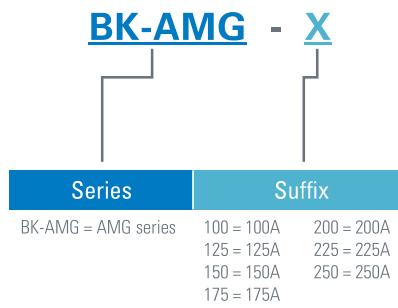 BK-AMG - X
Series Suffix
BK-AMG = AMG series 100 = 100A 200 = 200A
125 = 125A 225 = 225A
150 = 150A 250 = 250A
175 = 175A